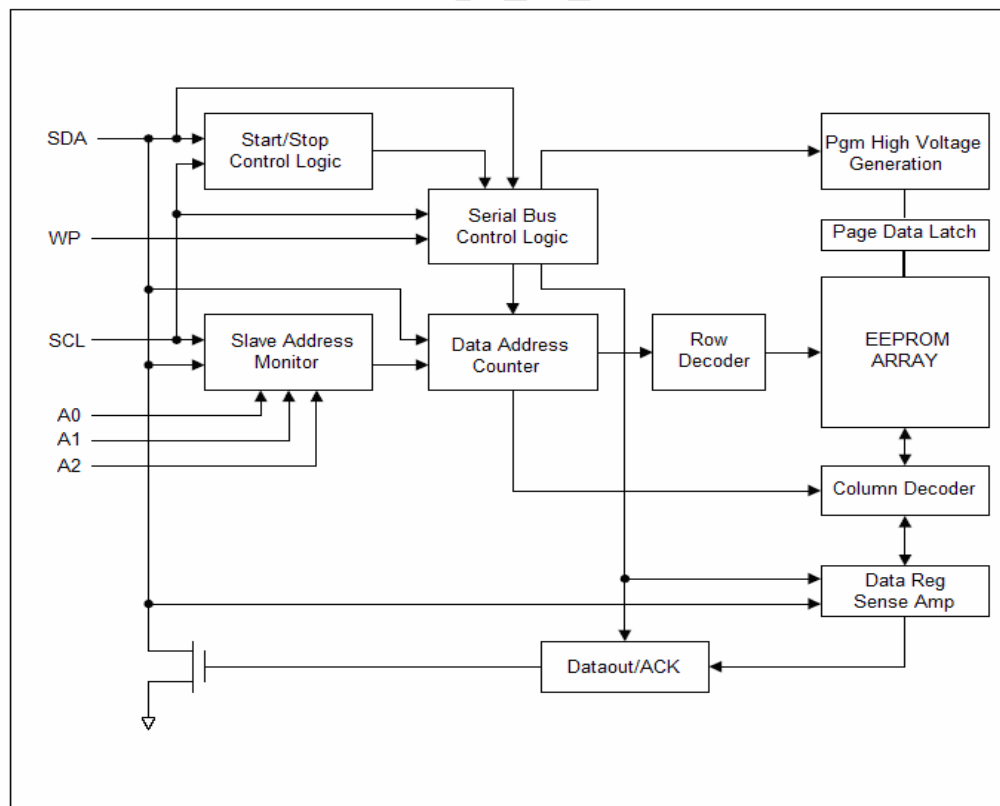 SDA
Start/Stop
Control Logic
Pgm High Voltage
Generation
Serial Bus
Control Logic
WP
Page Data Latch
SCL
Slave Address
Monitor
Data Address
Counter
Row
Decoder
EEPROM
ARRAY
A0
A1
A2
Column Decoder
Data Reg
Sense Amp
Dataout/ACK